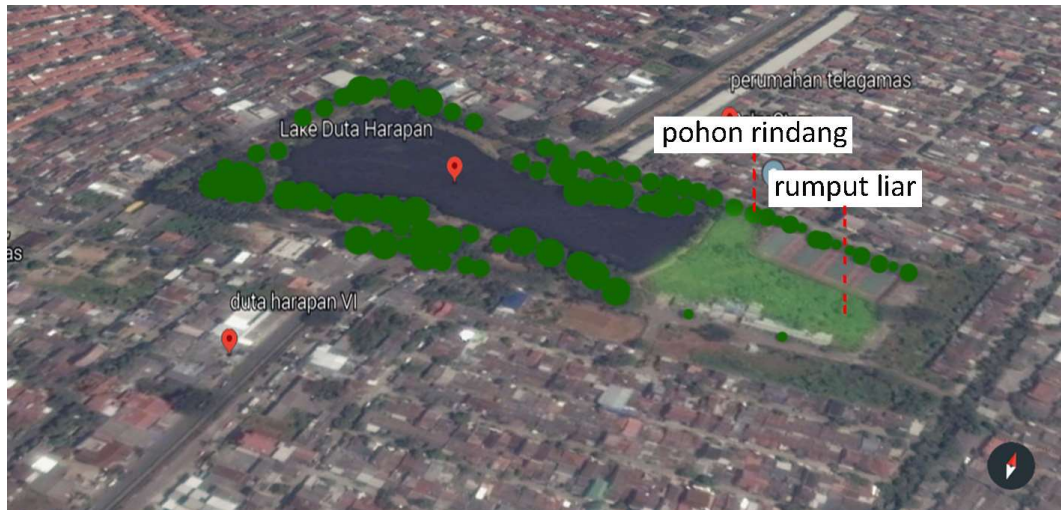 perumahan telagamas
Lake Duta Harapan
pohon rindang
rumput liar
as
duta harapan VI